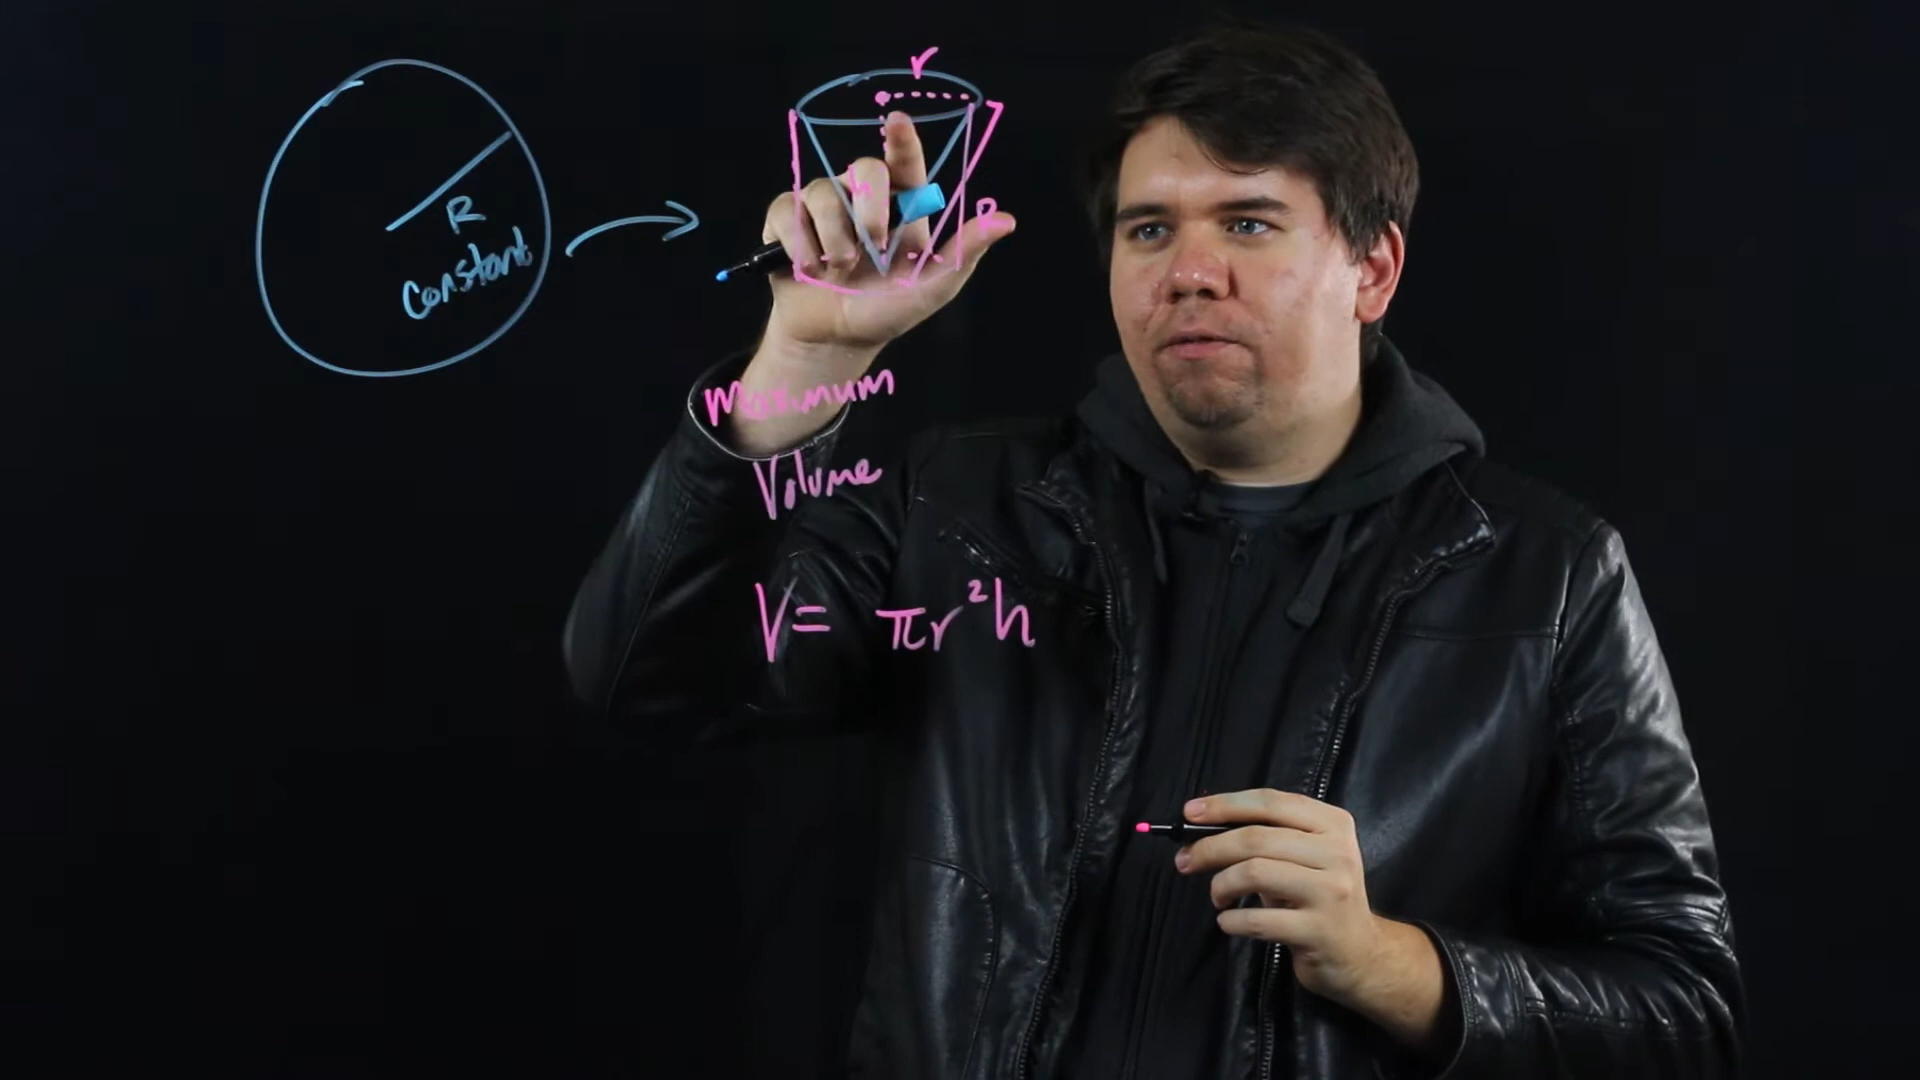 R
constant
r
h
R
Maximum
Volume
V= πr²h